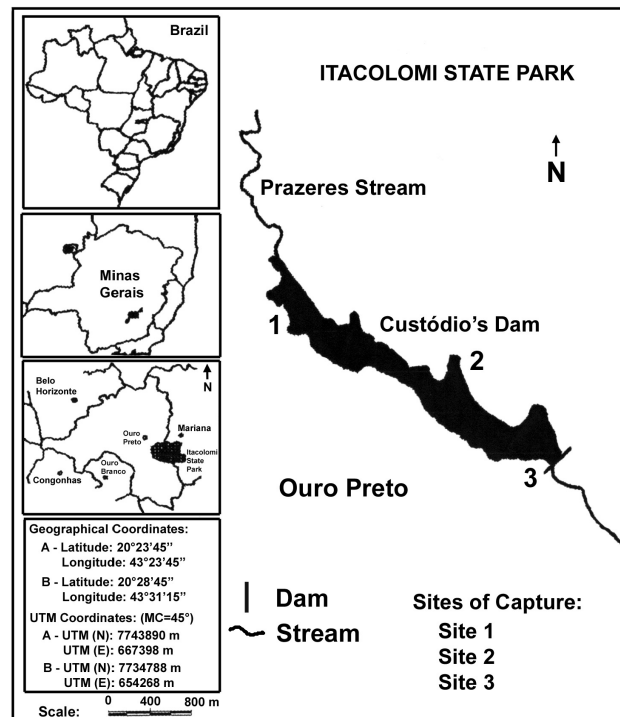 Brazil
ITACOLOMI STATE PARK
N
Prazeres Stream
Minas
Gerais
1
Custódio's Dam
2
3
Ouro Preto
N
Belo
Horizonte
Ouro
Preto
Mariana
Itacolomi
State
Park
Ouro
Branco
Congonhas
Geographical Coordinates:
A - Latitude: 20°23'45’’
Longitude: 43°23'45’’
B - Latitude: 20°28'45’’
Longitude: 43°31'15’’
UTM Coordinates: (MC=45°)
A - UTM (N): 7743890 m
UTM (E): 667398 m
B - UTM (N): 7734788 m
UTM (E): 654268 m
Scale: 0 400 800 m
Dam
Stream
Sites of Capture:
Site 1
Site 2
Site 3